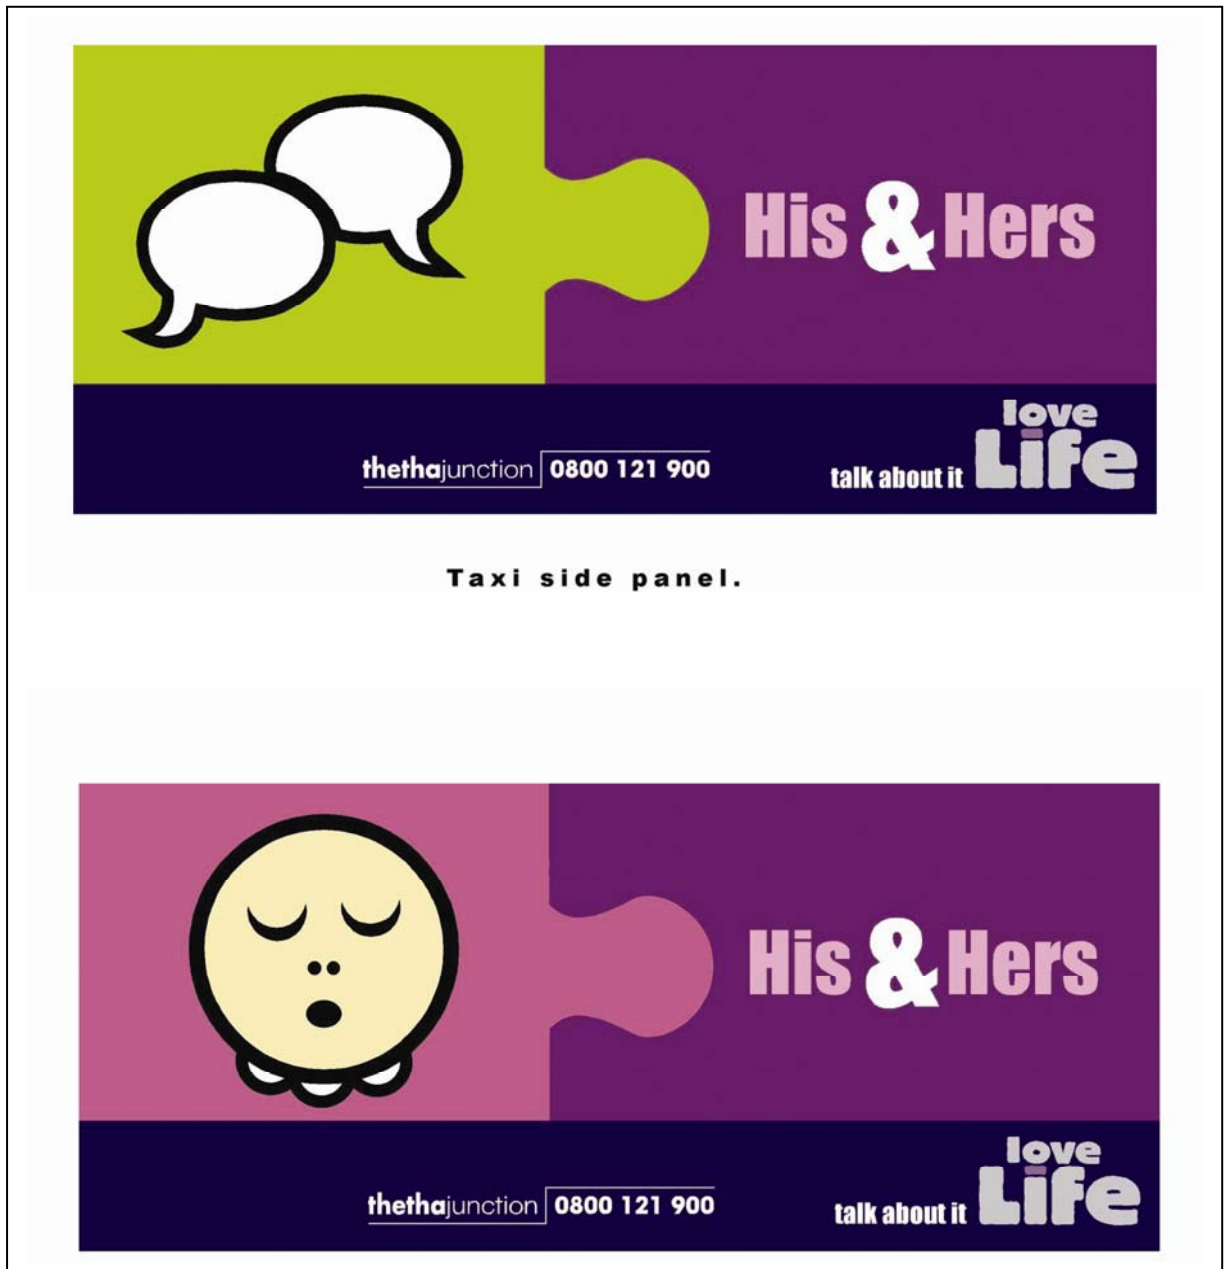 His & Hers
love
Life
thethajunction 0800 121 900
talk about it
Taxi side panel.
His & Hers
love
Life
thethajunction 0800 121 900
talk about it